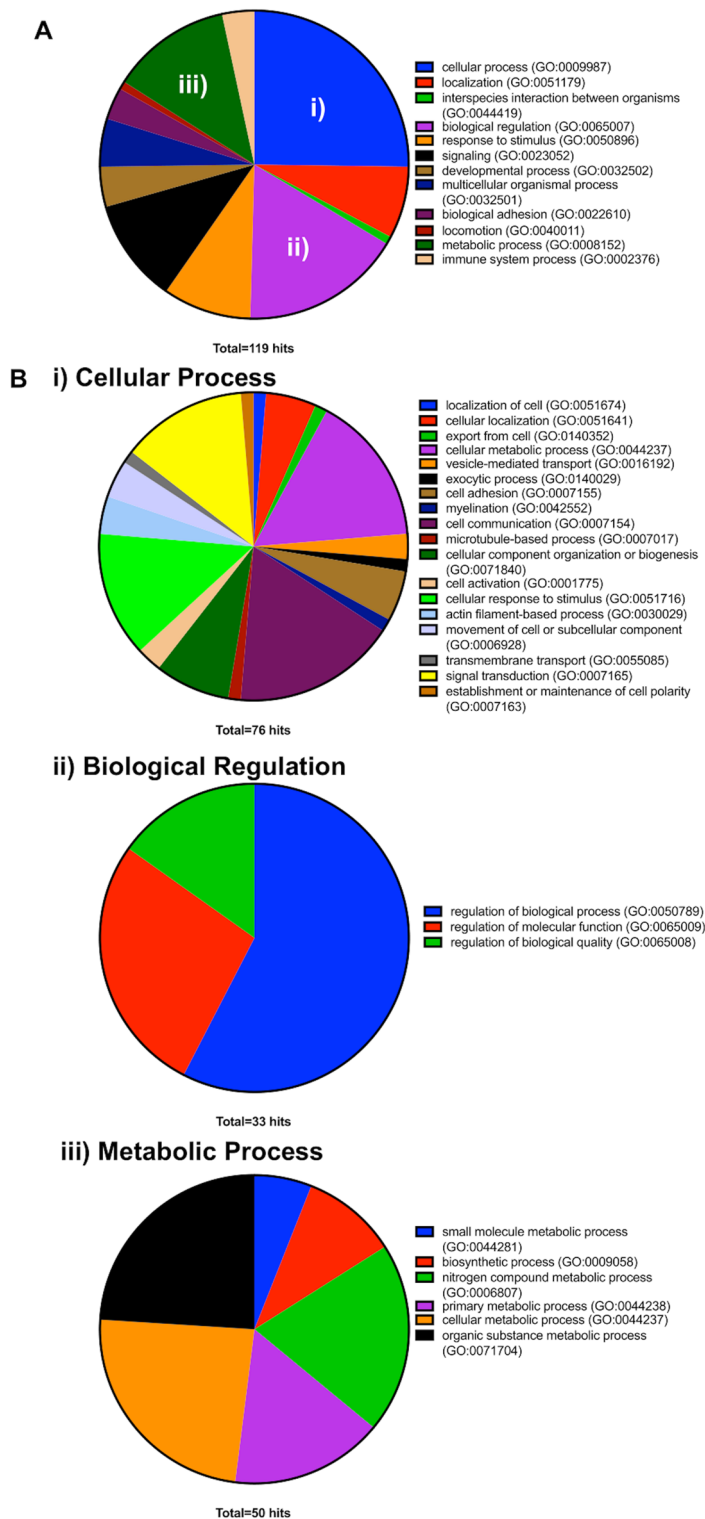 A
i)
ii)
iii)
cellular process (GO:0009987)
localization (GO:0051179)
interspecies interaction between organisms
(GO:0044419)
biological regulation (GO:0065007)
response to stimulus (GO:0050896)
signaling (GO:0023052)
developmental process (GO:0032502)
multicellular organismal process
(GO:0032501)
biological adhesion (GO:0022610)
locomotion (GO:0040011)
metabolic process (GO:0008152)
immune system process (GO:0002376)
Total=119 hits
B
i) Cellular Process
localization of cell (GO:0051674)
cellular localization (GO:0051641)
export from cell (GO:0140352)
cellular metabolic process (GO:0044237)
vesicle-mediated transport (GO:0016192)
exocytic process (GO:0140029)
cell adhesion (GO:0007155)
myelination (GO:0042552)
cell communication (GO:0007154)
microtubule-based process (GO:0007017)
cellular component organization or biogenesis
(GO:0071840)
cell activation (GO:0001775)
cellular response to stimulus (GO:0051716)
actin filament-based process (GO:0030029)
movement of cell or subcellular component
(GO:0006928)
transmembrane transport (GO:0055085)
signal transduction (GO:0007165)
establishment or maintenance of cell polarity
(GO:0007163)
Total=76 hits
ii) Biological Regulation
regulation of biological process (GO:0050789)
regulation of molecular function (GO:0065009)
regulation of biological quality (GO:0065008)
Total=33 hits
iii) Metabolic Process
small molecule metabolic process
(GO:0044281)
biosynthetic process (GO:0009058)
nitrogen compound metabolic process
(GO:0006807)
primary metabolic process (GO:0044238)
cellular metabolic process (GO:0044237)
organic substance metabolic process
(GO:0071704)
Total=50 hits